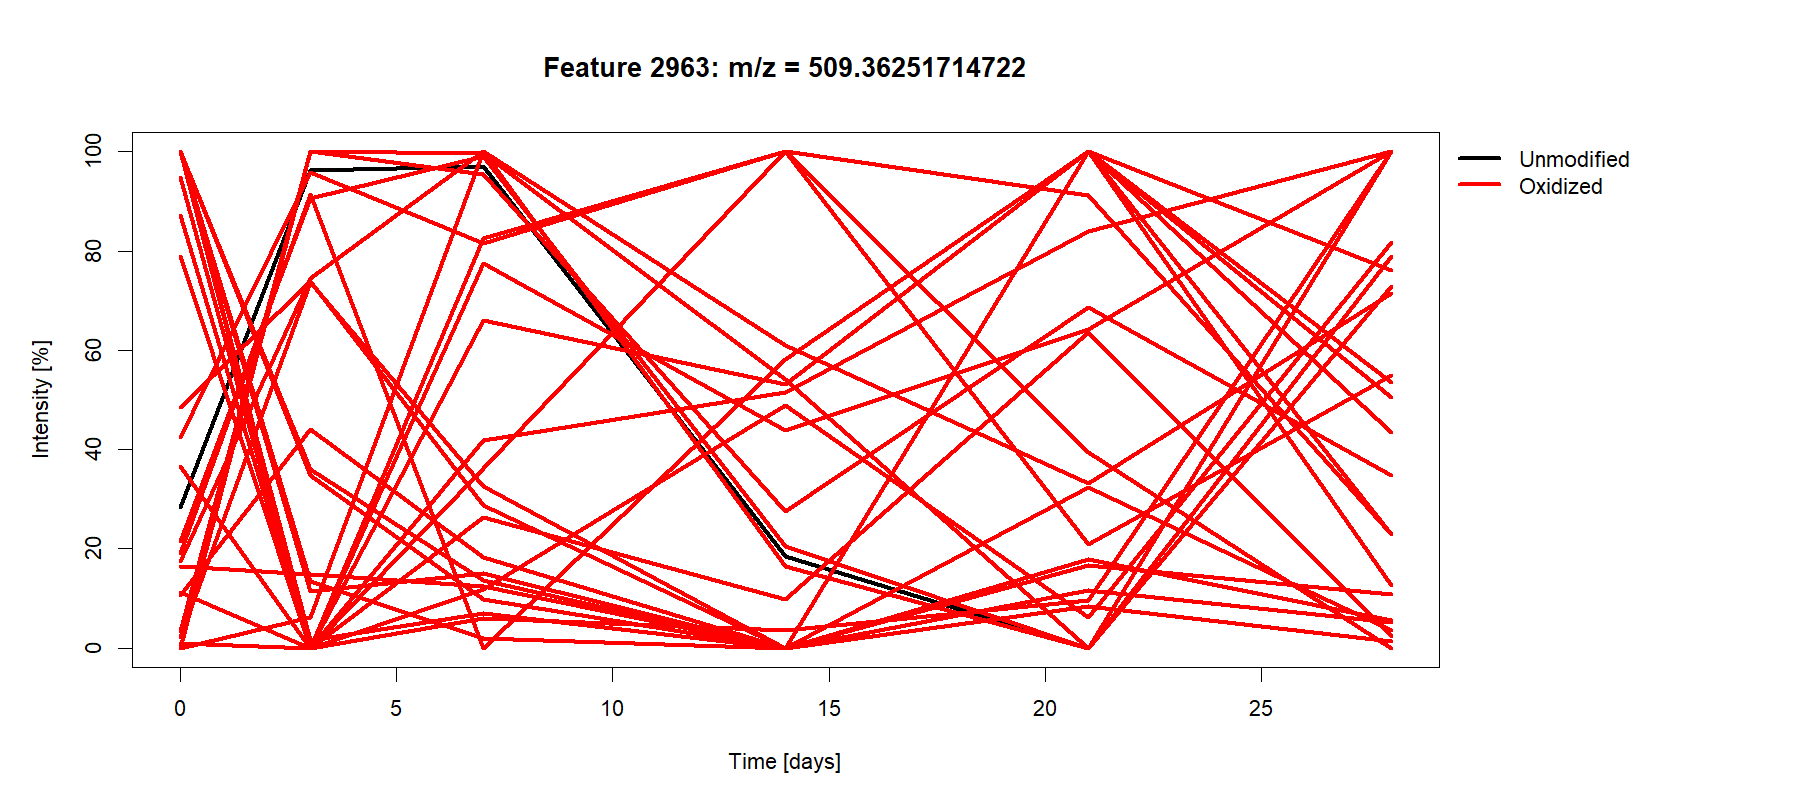 Feature 2963: m/z = 509.36251714722
Unmodified
Oxidized
Intensity [%]
100
80
60
40
20
0
0 5 10 15 20 25
Time [days]